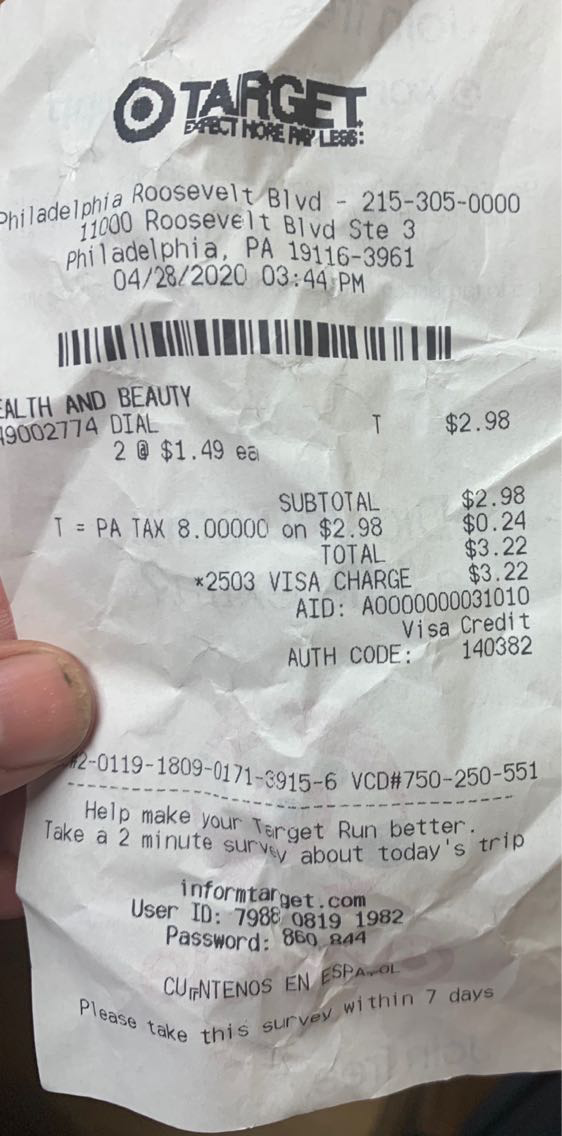 TARGET
EXPECT MORE PAY LESS:
Philadelphia Roosevelt Blvd - 215-305-0000
11000 Roosevelt Blvd Ste 3
Philadelphia, PA 19116-3961
04/28/2020 03:44 PM
EALTH AND BEAUTY
49002774 DIAL T $2.98
2 @ $1.49 ea
SUBTOTAL $2.98
T = PA TAX 8.00000 on $2.98 $0.24
TOTAL $3.22
*2503 VISA CHARGE $3.22
AID: A0000000031010
Visa Credit
AUTH CODE: 140382
#2-0119-1809-0171-3915-6 VCD#750-250-551
Help make your Target Run better.
Take a 2 minute survey about today's trip
informtarget.com
User ID: 7988 0819 1982
Password: 860 844
CUENTENOS EN ESPAÑOL
Please take this survey within 7 days